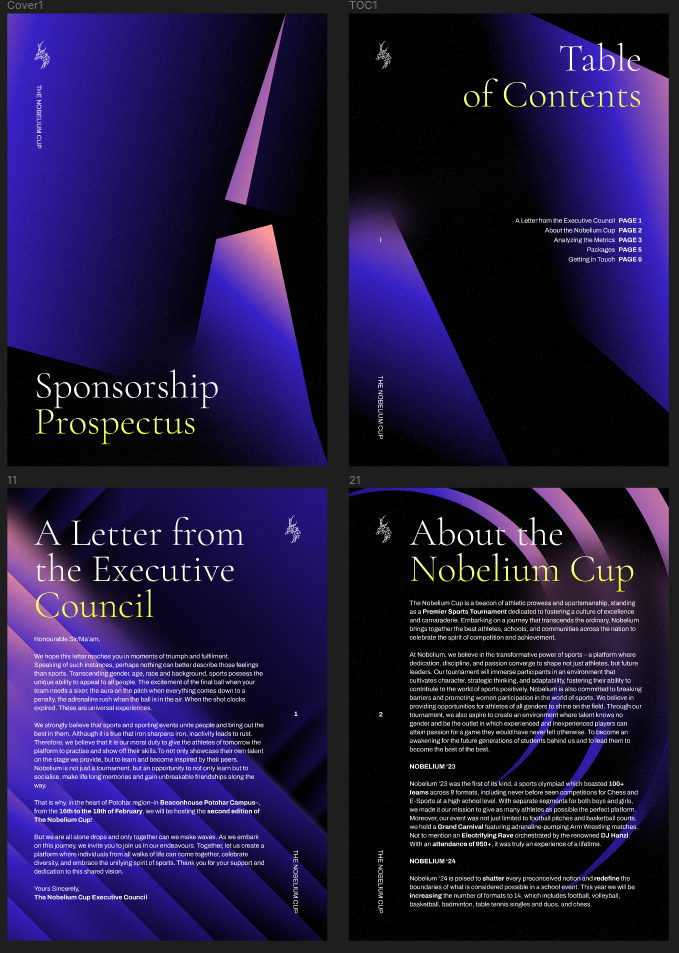 Cover1
THE NOBELIUM CUP
Sponsorship
Prospectus
TOC1
Table
of Contents
A Letter from the Executive Council PAGE 1
About the Nobelium Cup PAGE 2
Analyzing the Metrics PAGE 3
Packages PAGE 5
Getting in Touch PAGE 6
i
THE NOBELIUM CUP
11
A Letter from
the Executive
Council
Honourable Sir/Ma'am,
We hope this letter reaches you in moments of triumph and fulfilment.
Speaking of such instances, perhaps nothing can better describe those feelings
than sports. Transcending gender, age, race and background, sports possess the
unique ability to appeal to all people. The excitement of the final ball when your
team needs a sixer, the aura on the pitch when everything comes down to a
penalty, the adrenaline rush when the ball is in the air. When the shot clocks
expired. These are universal experiences.
We strongly believe that sports and sporting events unite people and bring out the
best in them. Although it is true that iron sharpens iron, inactivity leads to rust.
Therefore, we believe that it is our moral duty to give the athletes of tomorrow the
platform to practise and show off their skills. To not only showcase their own talent
on the stage we provide, but to learn and become inspired by their peers.
Nobelium is not just a tournament, but an opportunity to not only learn but to
socialise, make life long memories and gain unbreakable friendships along the
way.
That is why, in the heart of Potohar region–in Beaconhouse Potohar Campus–,
from the 16th to the 18th of February, we will be hosting the second edition of
The Nobelium Cup!
But we are all alone drops and only together can we make waves. As we embark
on this journey, we invite you to join us in our endeavours. Together, let us create a
platform where individuals from all walks of life can come together, celebrate
diversity, and embrace the unifying spirit of sports. Thank you for your support and
dedication to this shared vision.
Yours Sincerely,
The Nobelium Cup Executive Council
1
THE NOBELIUM CUP
21
About the
Nobelium Cup
The Nobelium Cup is a beacon of athletic prowess and sportsmanship, standing
as a Premier Sports Tournament dedicated to fostering a culture of excellence
and camaraderie. Embarking on a journey that transcends the ordinary, Nobelium
brings together the best athletes, schools, and communities across the nation to
celebrate the spirit of competition and achievement.
At Nobelium, we believe in the transformative power of sports – a platform where
dedication, discipline, and passion converge to shape not just athletes, but future
leaders. Our tournament will immerse participants in an environment that
cultivates character, strategic thinking, and adaptability, fostering their ability to
contribute to the world of sports positively. Nobelium is also committed to breaking
barriers and promoting women participation in the world of sports. We believe in
providing opportunities for athletes of all genders to shine on the field. Through our
tournament, we also aspire to create an environment where talent knows no
gender and be the outlet in which experienced and inexperienced players can
attain passion for a game they would have never left otherwise. To become an
awakening for the future generations of students behind us and to lead them to
become the best of the best.
NOBELIUM '23
Nobelium '23 was the first of its kind, a sports olympiad which boasted 100+
teams across 8 formats, including never before seen competitions for Chess and
E-Sports at a high school level. With separate segments for both boys and girls,
we made it our mission to give as many athletes as possible the perfect platform.
Moreover, our event was not just limited to football pitches and basketball courts,
we held a Grand Carnival featuring adrenaline-pumping Arm Wrestling matches.
Not to mention an Electrifying Rave orchestrated by the renowned DJ Hanzi
With an attendance of 950+, it was truly an experience of a lifetime.
NOBELIUM '24
Nobelium '24 is poised to shatter every preconceived notion and redefine the
boundaries of what is considered possible in a school event. This year we will be
increasing the number of formats to 14, which includes football, volleyball,
basketball, badminton, table tennis singles and duos, and chess.
2
THE NOBELIUM CUP